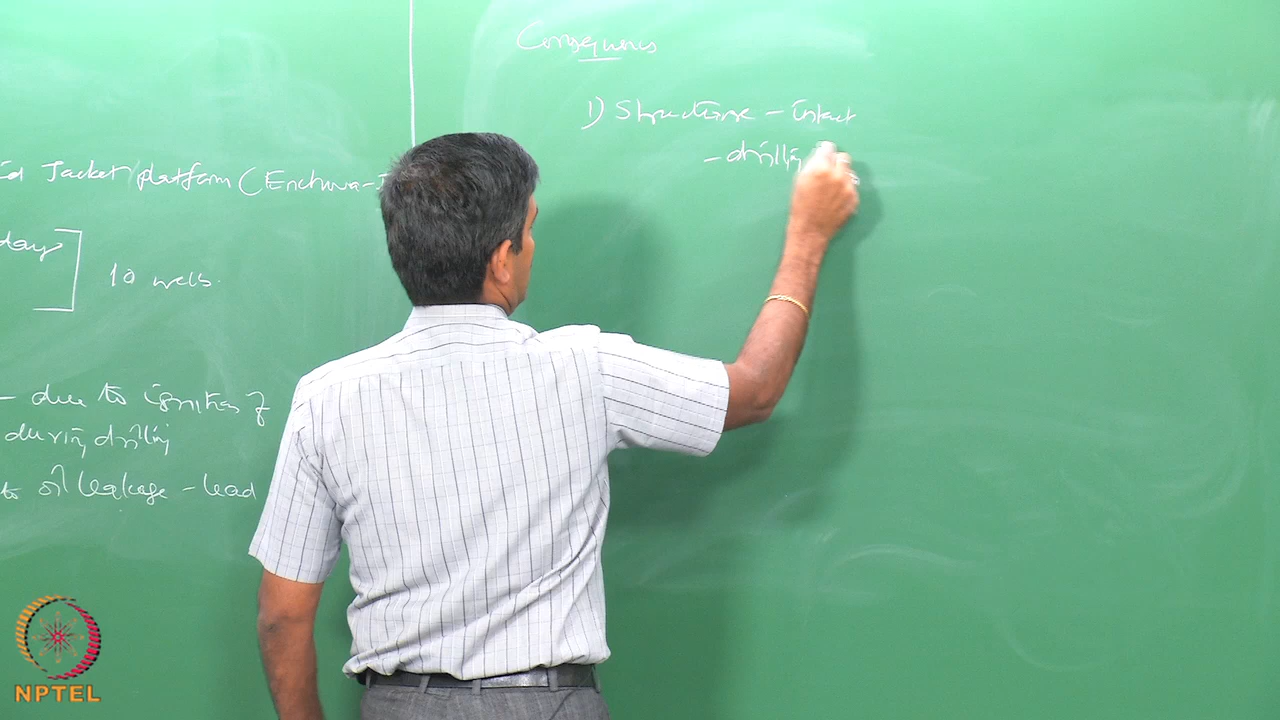 Jacket platform (Enchova-
day
10 wells.
- due to ignition of
during drilling
to oil leakage - lead
Consequences
1) Structure - intact
- drilling
NPTEL